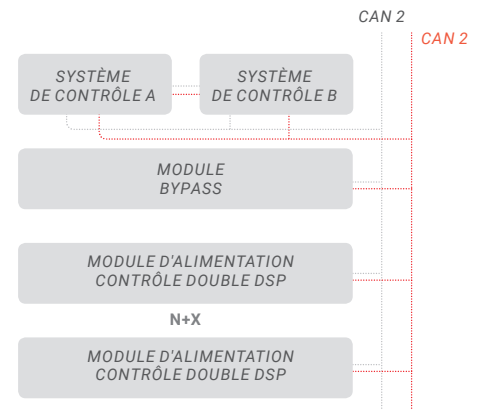 CAN 2
CAN 2
SYSTÈME
DE CONTRÔLE A
SYSTÈME
DE CONTRÔLE B
MODULE
BYPASS
MODULE D'ALIMENTATION
CONTRÔLE DOUBLE DSP
N+X
MODULE D'ALIMENTATION
CONTRÔLE DOUBLE DSP